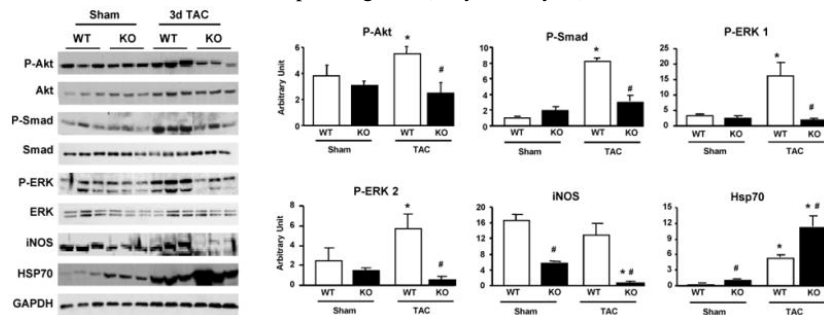 Sham 3d TAC
WT KO WT KO
P-Akt
Akt
P-Smad
Smad
P-ERK
ERK
iNOS
HSP70
GAPDH
P-Akt
Arbitrary Unit
6
4
2
0
*
#
WT KO WT KO
Sham TAC
P-Smad
10
8
6
4
2
0
*
#
WT KO WT KO
Sham TAC
P-ERK 1
25
20
15
10
5
0
*
#
WT KO WT KO
Sham TAC
P-ERK 2
Arbitrary Unit
8
6
4
2
0
*
#
WT KO WT KO
Sham TAC
iNOS
20
16
12
8
4
0
#
* #
WT KO WT KO
Sham TAC
Hsp70
16
12
8
4
0
#
*
* #
WT KO WT KO
Sham TAC